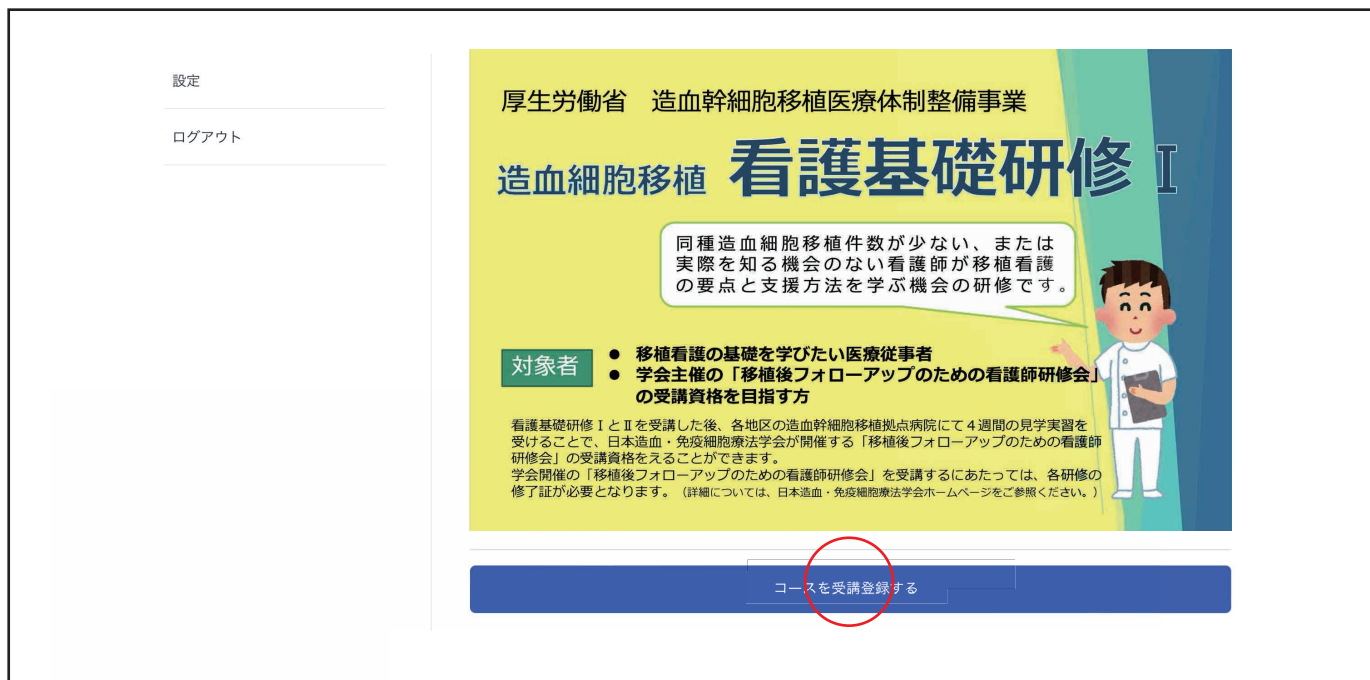 設定
ログアウト
厚生労働省 造血幹細胞移植医療体制整備事業
造血細胞移植 看護基礎研修Ⅰ
同種造血細胞移植件数が少ない、または
実際を知る機会のない看護師が移植看護
の要点と支援方法を学ぶ機会の研修です。
対象者
● 移植看護の基礎を学びたい医療従事者
● 学会主催の「移植後フォローアップのための看護師研修会」
の受講資格を目指す方
看護基礎研修ⅠとⅡを受講した後、各地区の造血幹細胞移植拠点病院にて4週間の見学実習を
受けることで、日本造血・免疫細胞療法学会が開催する「移植後フォローアップのための看護師
研修会」の受講資格をえることができます。
学会開催の「移植後フォローアップのための看護師研修会」を受講するにあたっては、各研修の
修了証が必要となります。（詳細については、日本造血・免疫細胞療法学会ホームページをご参照ください。）
コースを受講登録する